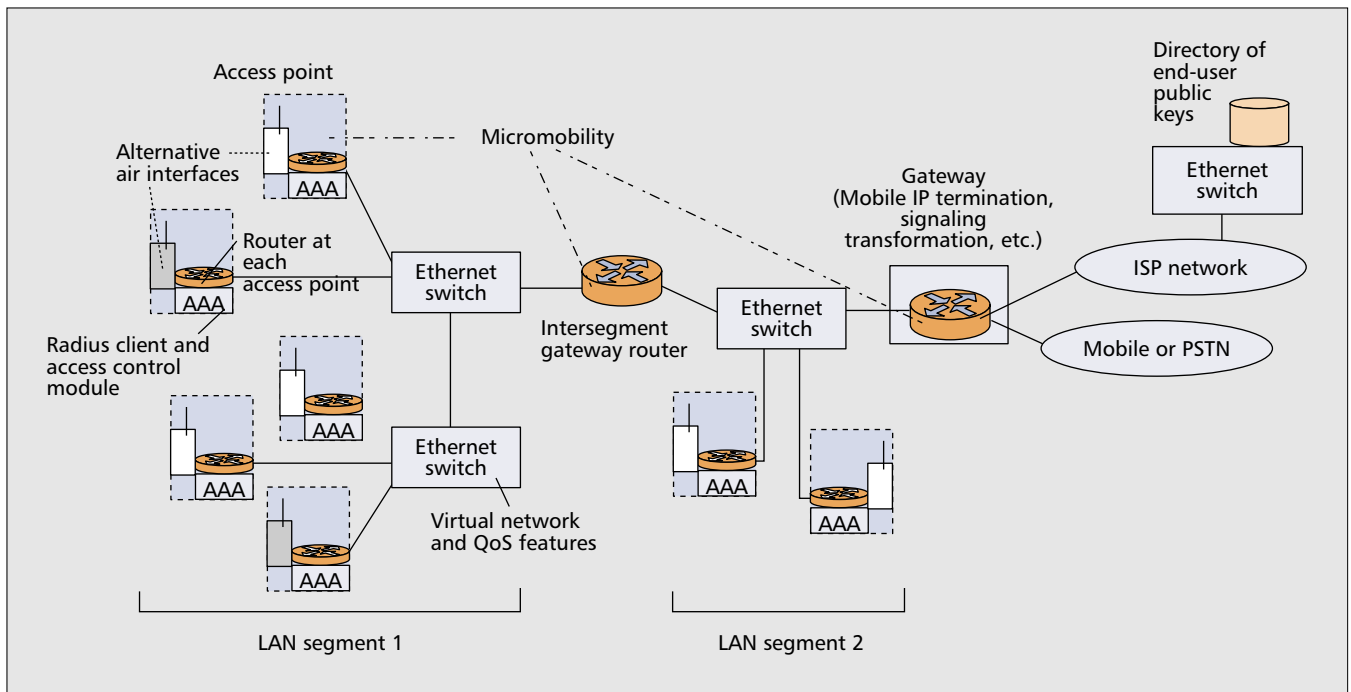 Directory of
end-user
public
keys
Access point
Micromobility
Alternative
air interfaces
AAA
Ethernet
switch
Gateway
(Mobile IP termination,
signaling
transformation, etc.)
Router at
each
access point
AAA
Ethernet
switch
ISP network
Ethernet
switch
Intersegment
gateway router
Mobile or PSTN
Radius client and
access control
module
AAA
Ethernet
switch
AAA
AAA
AAA
Virtual network
and QoS features
AAA
AAA
LAN segment 1
LAN segment 2